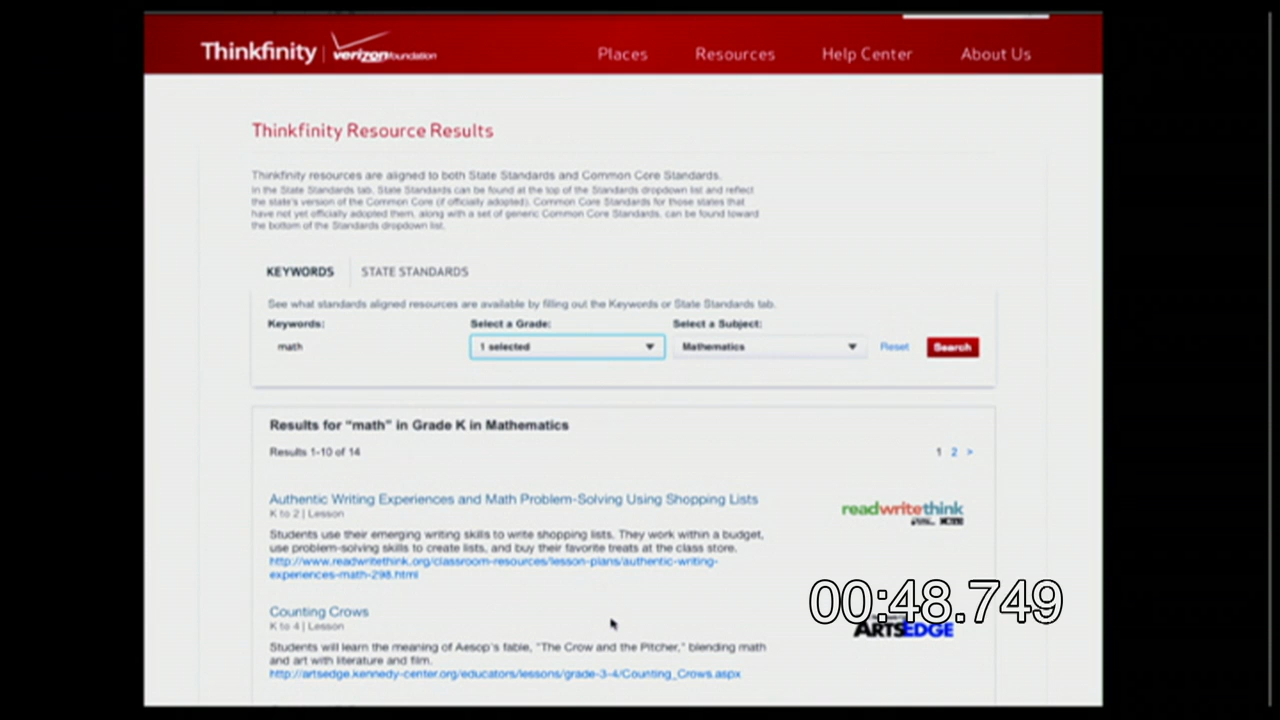 Thinkfinity | verizonfoundation
Places Resources Help Center About Us
Thinkfinity Resource Results
Thinkfinity resources are aligned to both State Standards and Common Core Standards.
In the State Standards tab, State Standards can be found at the top of the Standards dropdown list and reflect
the state's version of the Common Core (if officially adopted). Common Core Standards for those states that
have not yet officially adopted them, along with a set of generic Common Core Standards, can be found toward
the bottom of the Standards dropdown list.
KEYWORDS STATE STANDARDS
See what standards aligned resources are available by filling out the Keywords or State Standards tab.
Keywords: Select a Grade: Select a Subject:
math 1 selected Mathematics Reset Search
Results for "math" in Grade K in Mathematics
Results 1-10 of 14 1 2 >
Authentic Writing Experiences and Math Problem-Solving Using Shopping Lists
K to 2 | Lesson
readwritethink
Students use their emerging writing skills to write shopping lists. They work within a budget,
use problem-solving skills to create lists, and buy their favorite treats at the class store.
http://www.readwritethink.org/classroom-resources/lesson-plans/authentic-writing-
experiences-math-298.html
00:48.749
Counting Crows
K to 4 | Lesson
ARTSEDGE
Students will learn the meaning of Aesop's fable, "The Crow and the Pitcher," blending math
and art with literature and film.
http://artsedge.kennedy-center.org/educators/lessons/grade-3-4/Counting_Crows.aspx